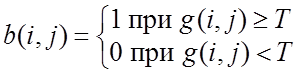 b(i, j) = { 1 при g(i, j) ≥ T
0 при g(i, j) < T